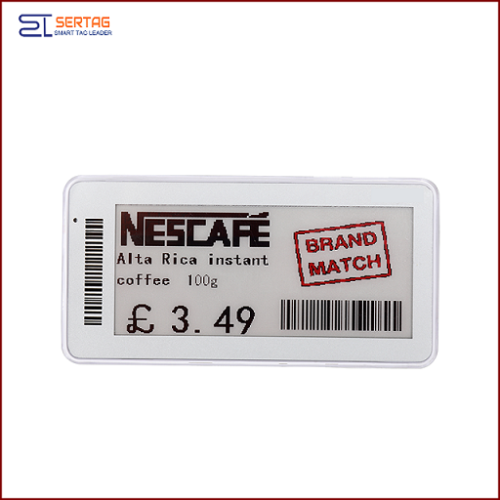 SERTAG
SMART TAG LEADER
NESCAFÉ
Alta Rica instant
coffee 100g
£ 3.49
BRAND
MATCH